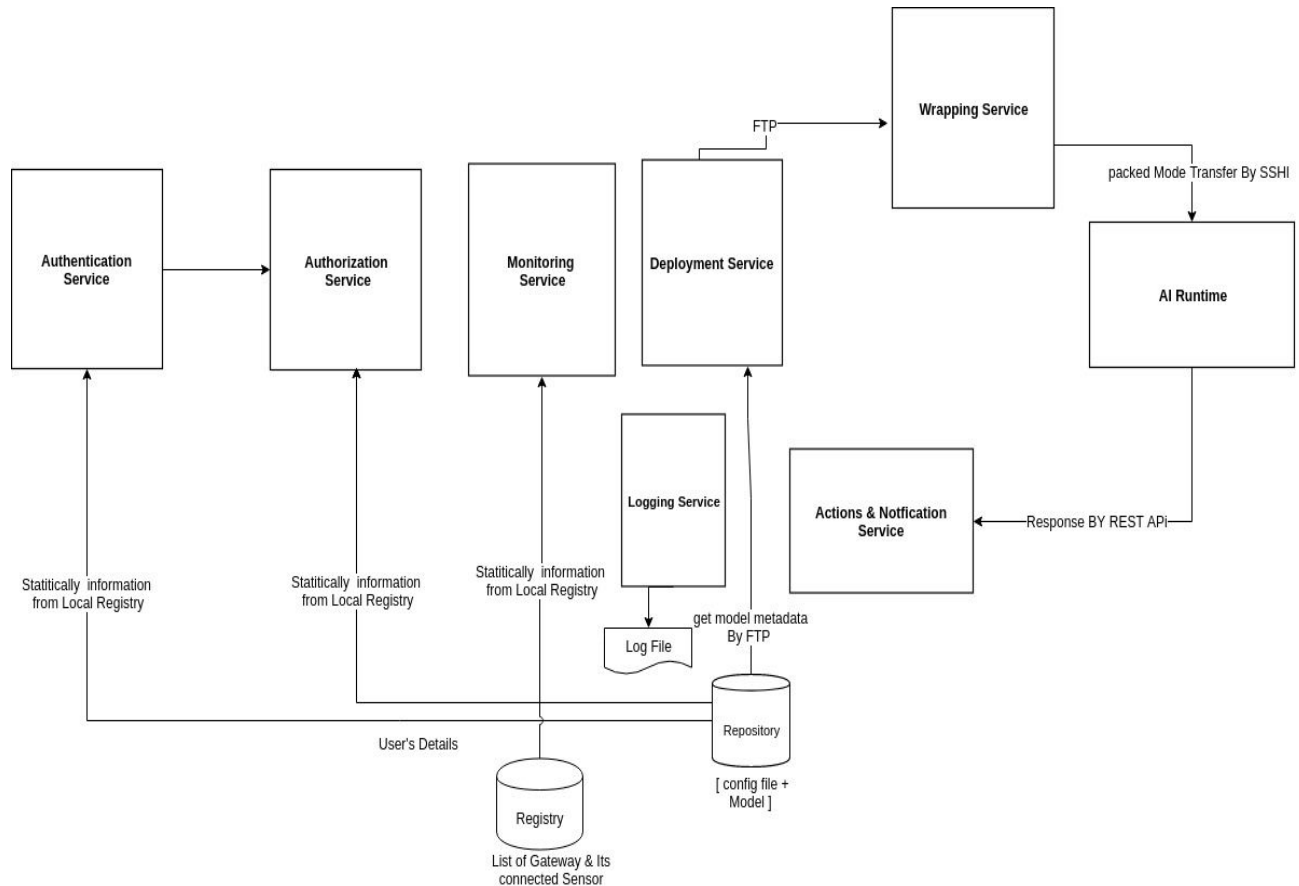 Wrapping Service
FTP
packed Mode Transfer By SSHI
Authentication
Service
Authorization
Service
Monitoring
Service
Deployment Service
AI Runtime
Logging Service
Actions & Notfication
Service
Response BY REST APi
Statitically information
from Local Registry
Statitically information
from Local Registry
Statitically information
from Local Registry
get model metadata
By FTP
Log File
Repository
User's Details
[ config file +
Model ]
Registry
List of Gateway & Its
connected Sensor